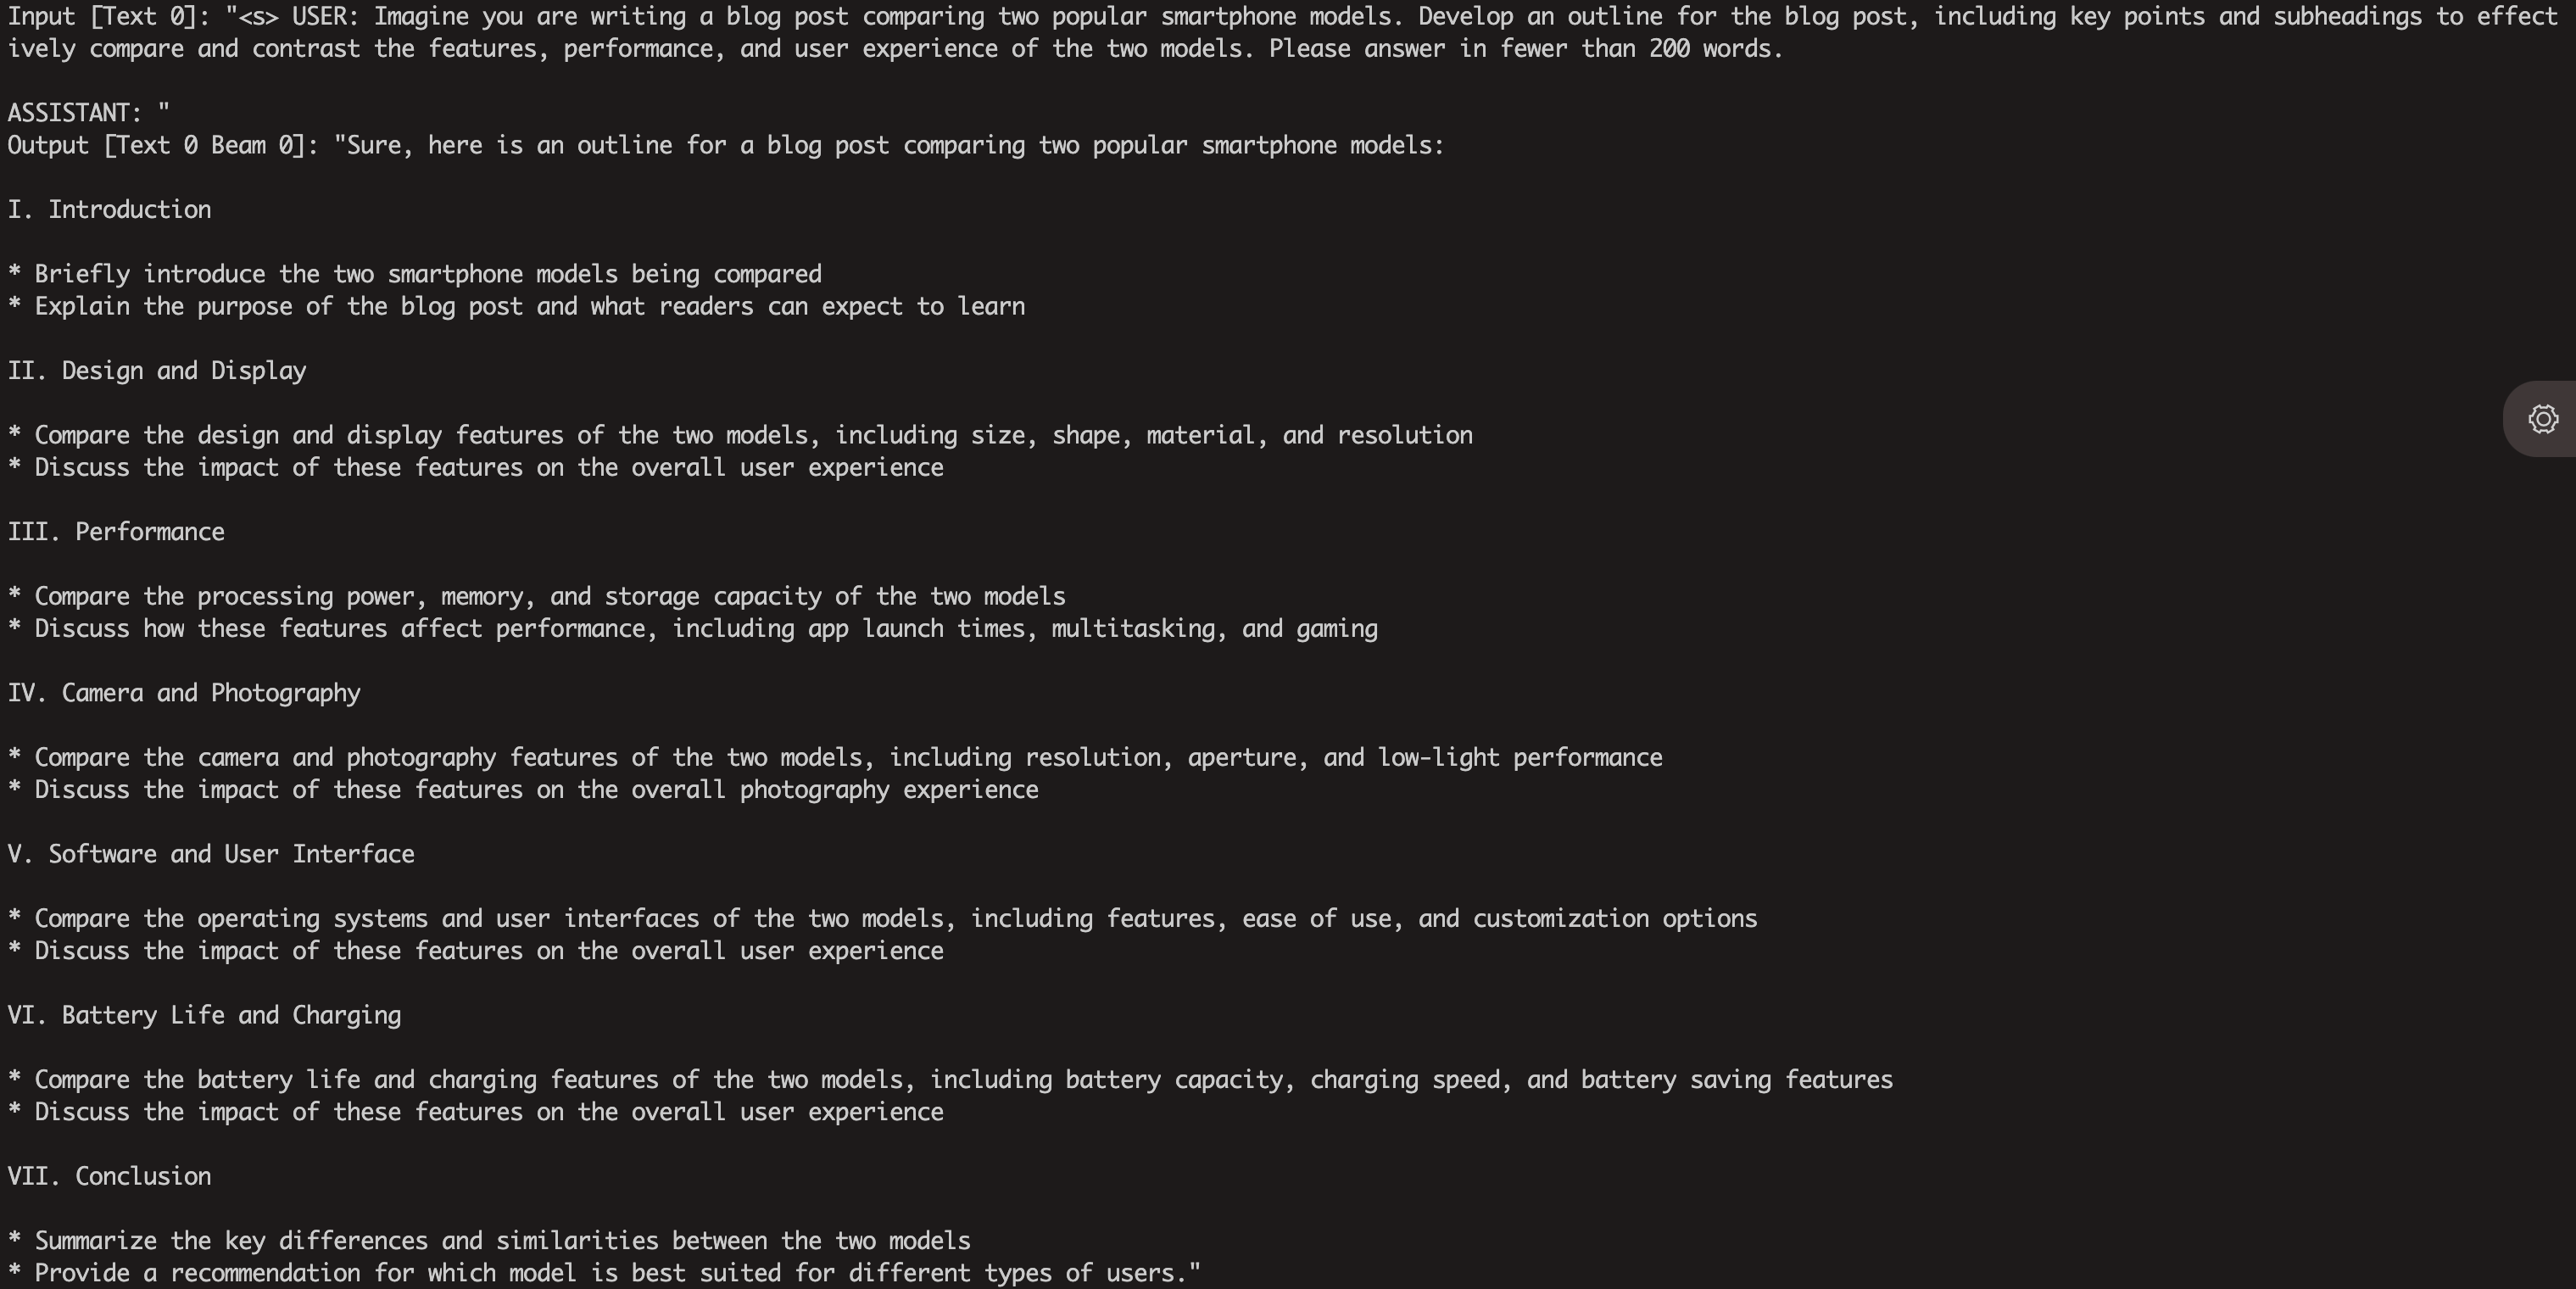 Input [Text 0]: "<s> USER: Imagine you are writing a blog post comparing two popular smartphone models. Develop an outline for the blog post, including key points and subheadings to effect
ively compare and contrast the features, performance, and user experience of the two models. Please answer in fewer than 200 words.

ASSISTANT: "
Output [Text 0 Beam 0]: "Sure, here is an outline for a blog post comparing two popular smartphone models:

I. Introduction

* Briefly introduce the two smartphone models being compared
* Explain the purpose of the blog post and what readers can expect to learn

II. Design and Display

* Compare the design and display features of the two models, including size, shape, material, and resolution
* Discuss the impact of these features on the overall user experience

III. Performance

* Compare the processing power, memory, and storage capacity of the two models
* Discuss how these features affect performance, including app launch times, multitasking, and gaming

IV. Camera and Photography

* Compare the camera and photography features of the two models, including resolution, aperture, and low-light performance
* Discuss the impact of these features on the overall photography experience

V. Software and User Interface

* Compare the operating systems and user interfaces of the two models, including features, ease of use, and customization options
* Discuss the impact of these features on the overall user experience

VI. Battery Life and Charging

* Compare the battery life and charging features of the two models, including battery capacity, charging speed, and battery saving features
* Discuss the impact of these features on the overall user experience

VII. Conclusion

* Summarize the key differences and similarities between the two models
* Provide a recommendation for which model is best suited for different types of users."